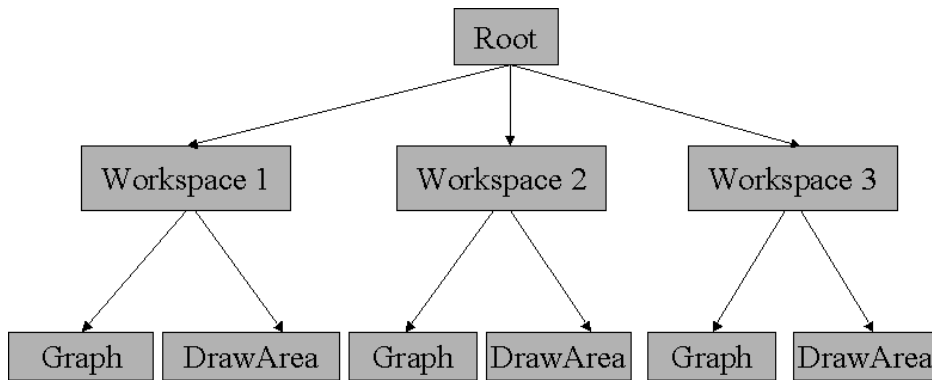 Root
Workspace 1
Workspace 2
Workspace 3
Graph
DrawArea
Graph
DrawArea
Graph
DrawArea